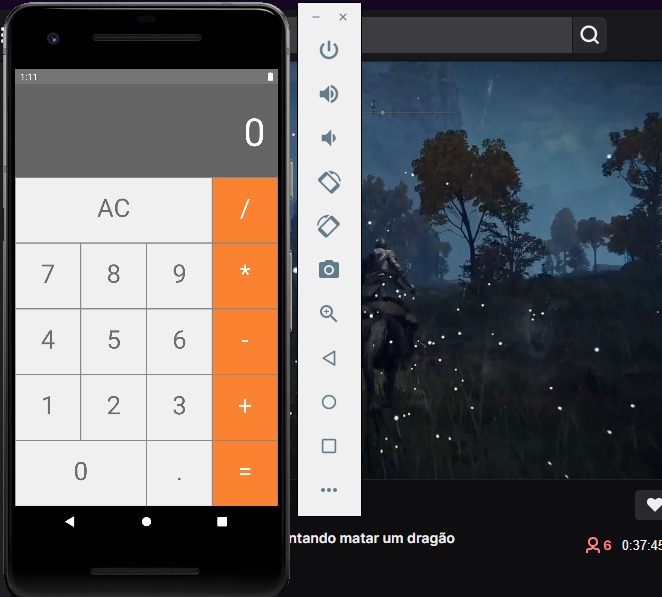 1:11
0
AC /
7 8 9 *
4 5 6 -
1 2 3 +
0 . =
ntando matar um dragão
6 0:37:45